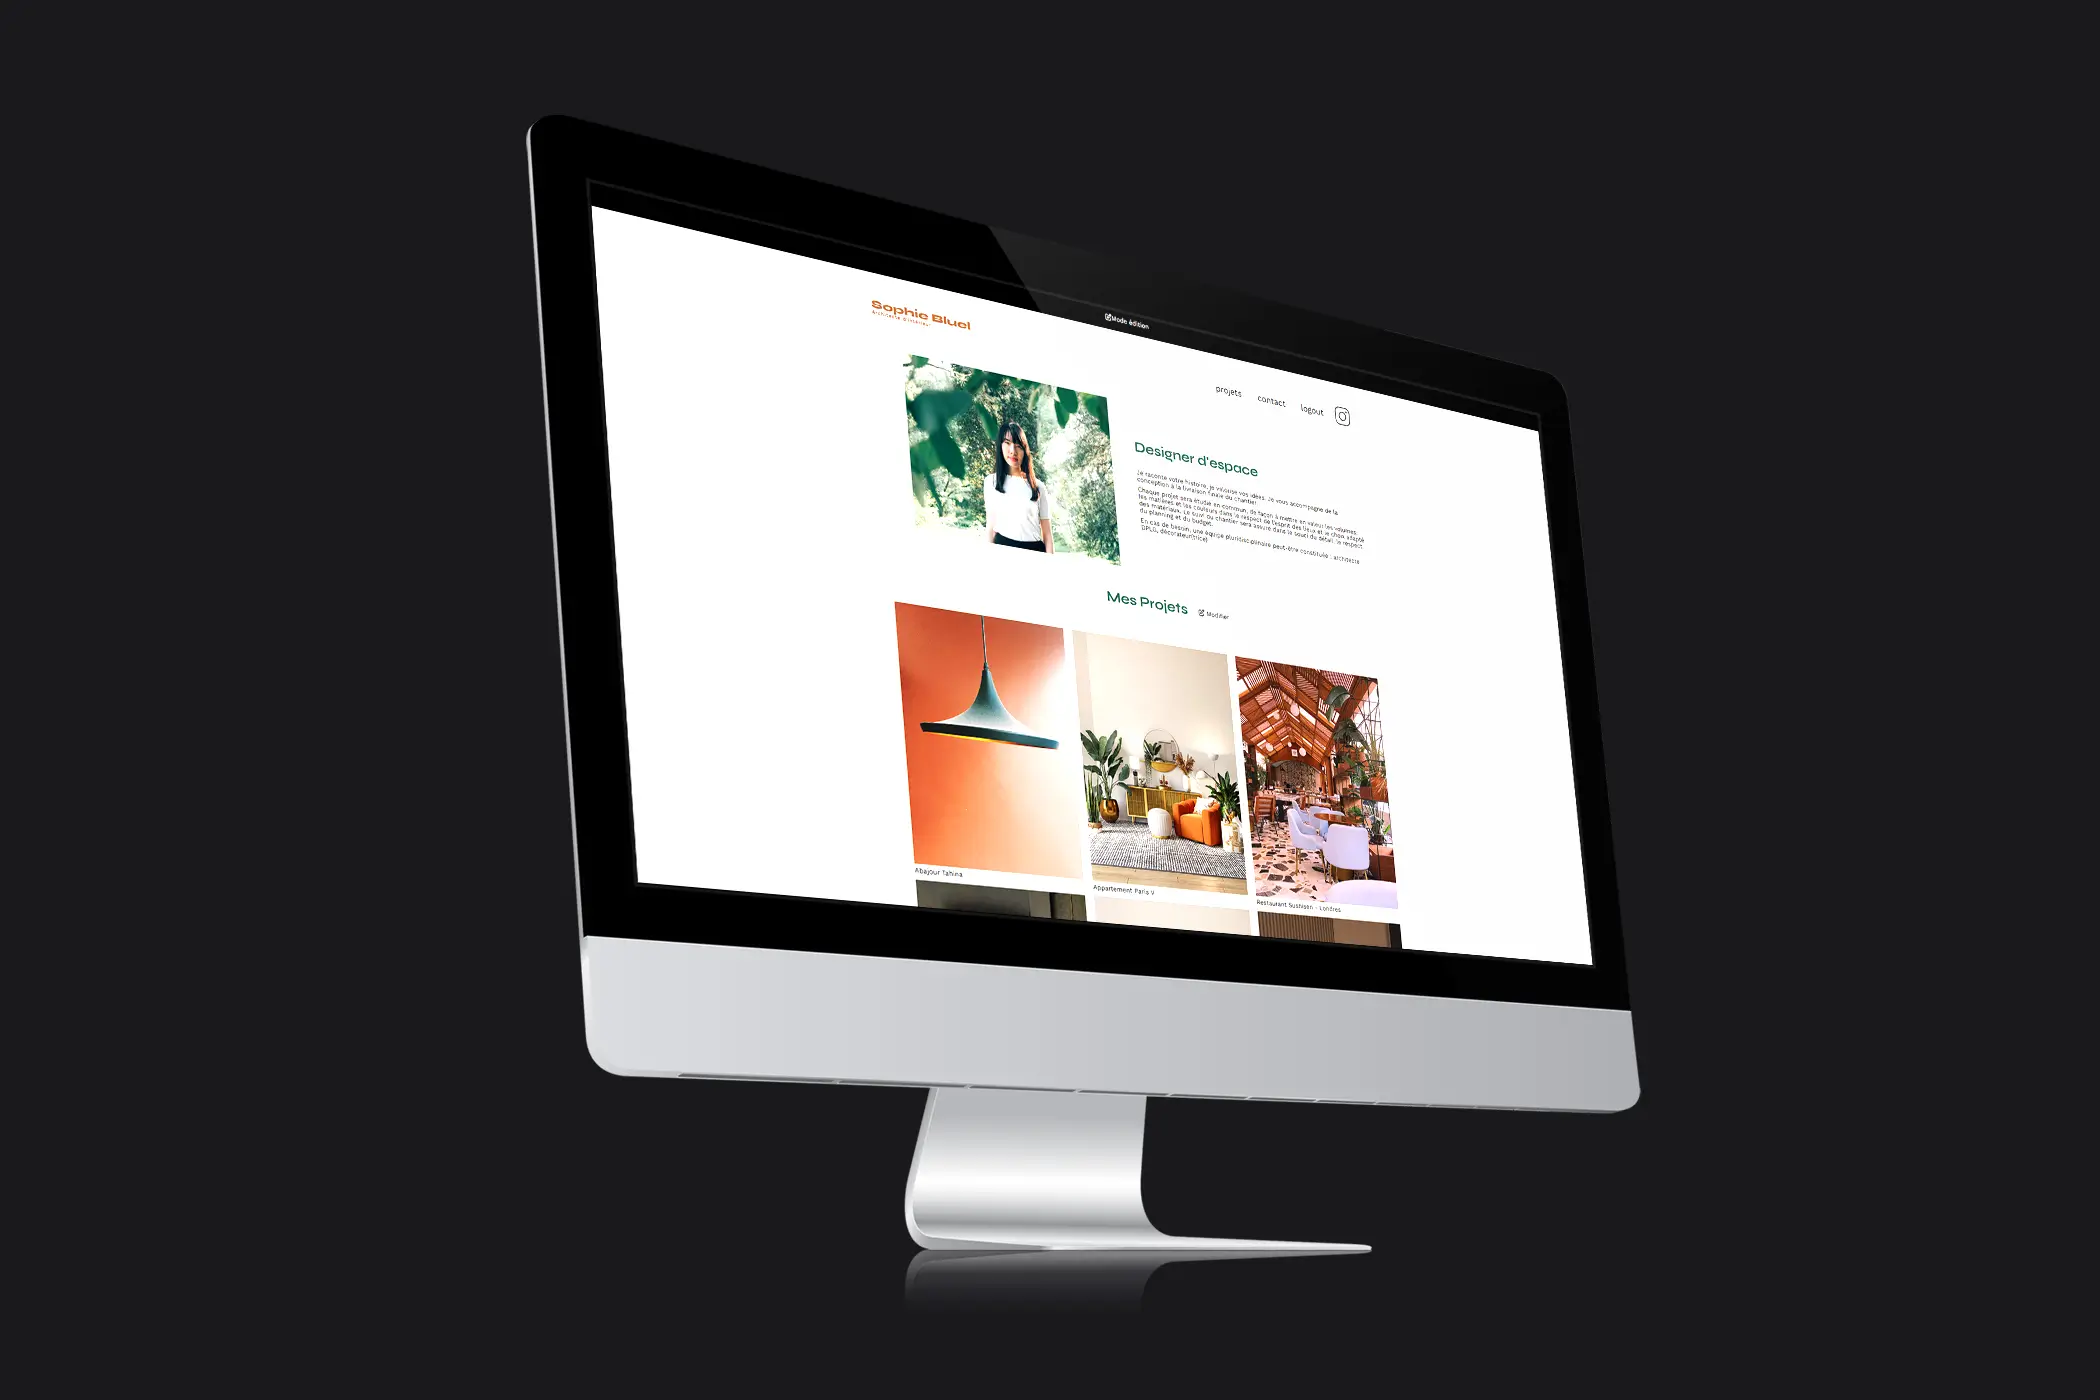 Mode édition
Sophie Bluel
Architecte d'intérieur
projets
contact
logout
Designer d'espace
Je raconte votre histoire, je valorise vos idées. Je vous accompagne de la
conception à la livraison finale du chantier.
Chaque projet sera étudié en commun, de façon à mettre en valeur les volumes,
les matières et les couleurs dans le respect de l'esprit des lieux et le choix adapté
des matériaux. Le suivi du chantier sera assuré dans le souci du détail, le respect
du planning et du budget.
En cas de besoin, une équipe pluridisciplinaire peut-être constituée : architecte
DPLG, décorateur(trice)
Mes Projets
Modifier
Abajour Tahina
Appartement Paris V
Restaurant Sushisen - Londres